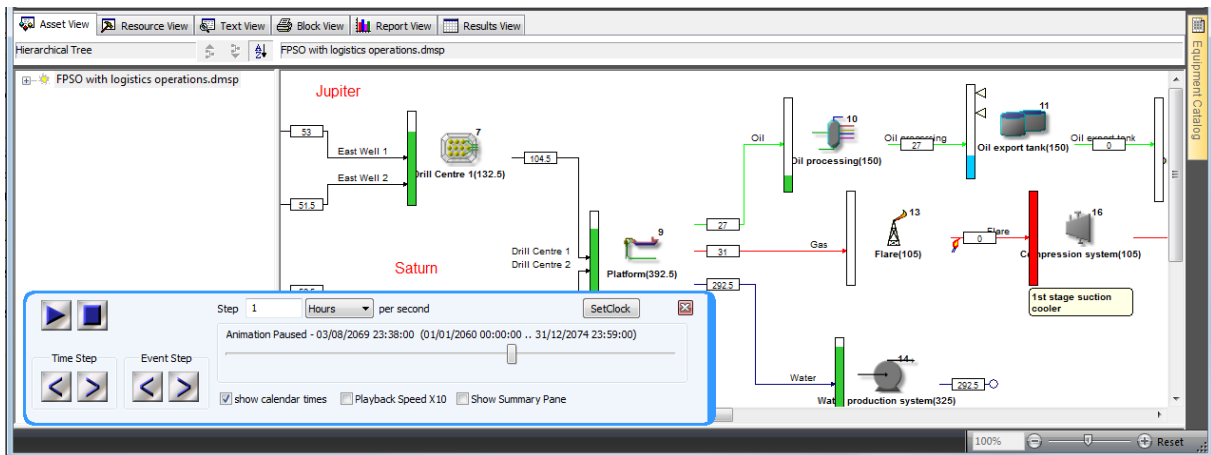 Asset View
Resource View
Text View
Block View
Report View
Results View
Hierarchical Tree
FPSO with logistics operations.dmsp
FPSO with logistics operations.dmsp
Equipment Catalog
Jupiter
53
East Well 1
East Well 2
51.5
7
Drill Centre 1(132.5)
104.5
Saturn
Drill Centre 1
Drill Centre 2
9
Platform(392.5)
27
31
292.5
Oil
10
Oil processing(150)
Oil processing
27
11
Oil export tank(150)
Oil export tank
0
Gas
13
Flare(105)
Flare
0
16
Compression system(105)
1st stage suction
cooler
Water
14
Water production system(325)
292.5
Step 1 Hours per second
SetClock
Animation Paused - 03/08/2069 23:38:00 (01/01/2060 00:00:00 .. 31/12/2074 23:59:00)
Time Step
Event Step
show calendar times
Playback Speed X10
Show Summary Pane
100%
Reset